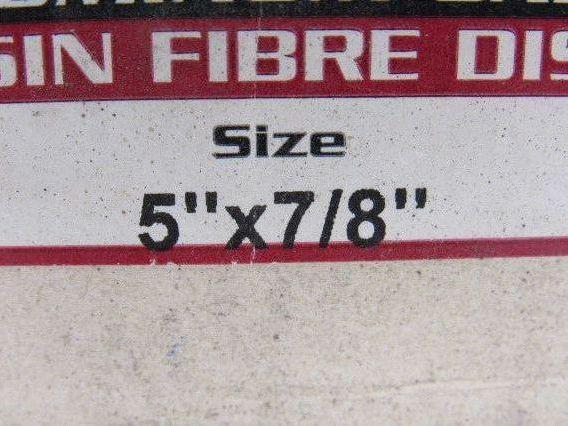 SIN FIBRE DIS
Size
5"x7/8"